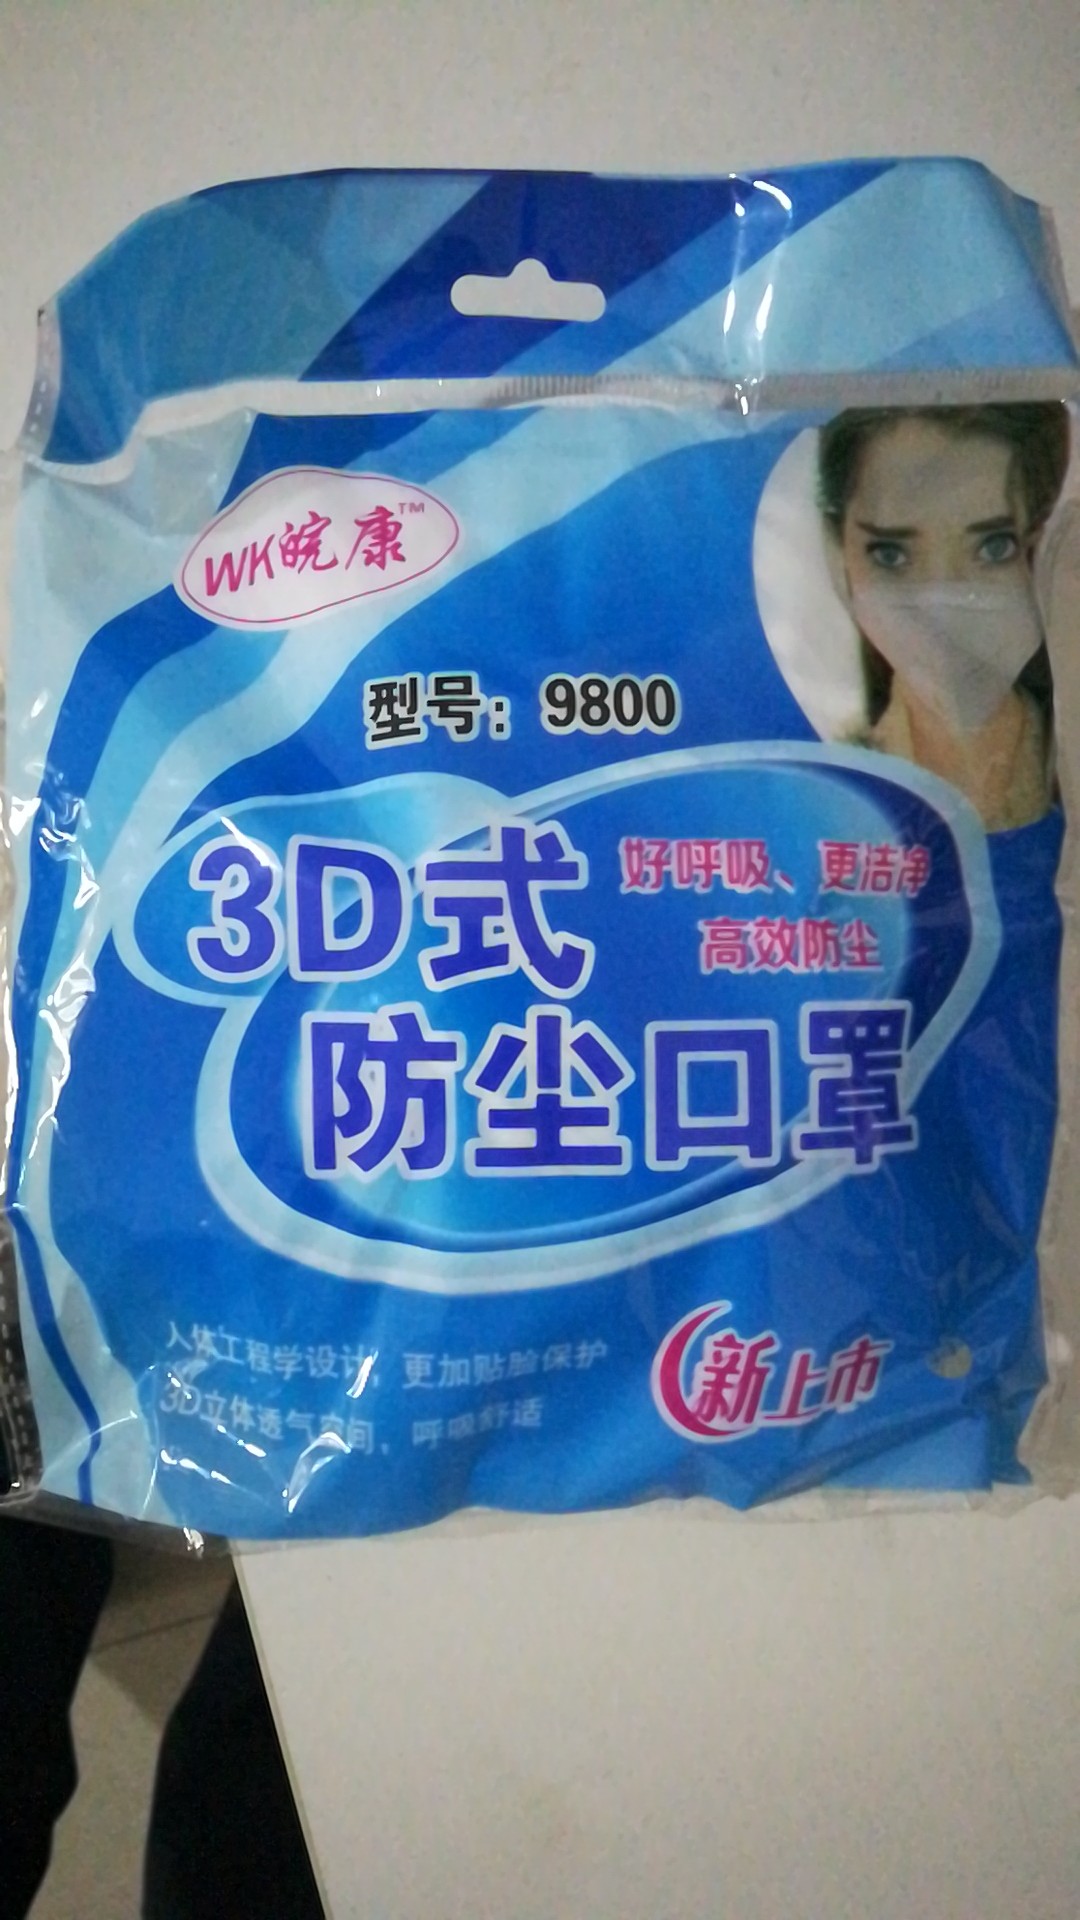 WK皖康™
型号：9800
3D式
好呼吸、更洁净
高效防尘
防尘口罩
人体工程学设计，更加贴脸保护
3D立体透气空间，呼吸舒适
新上市